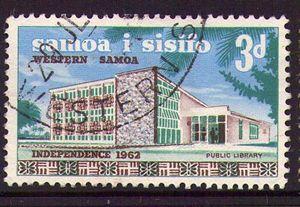 samoa i sisifo
3d
WESTERN SAMOA
INDEPENDENCE 1962
PUBLIC LIBRARY